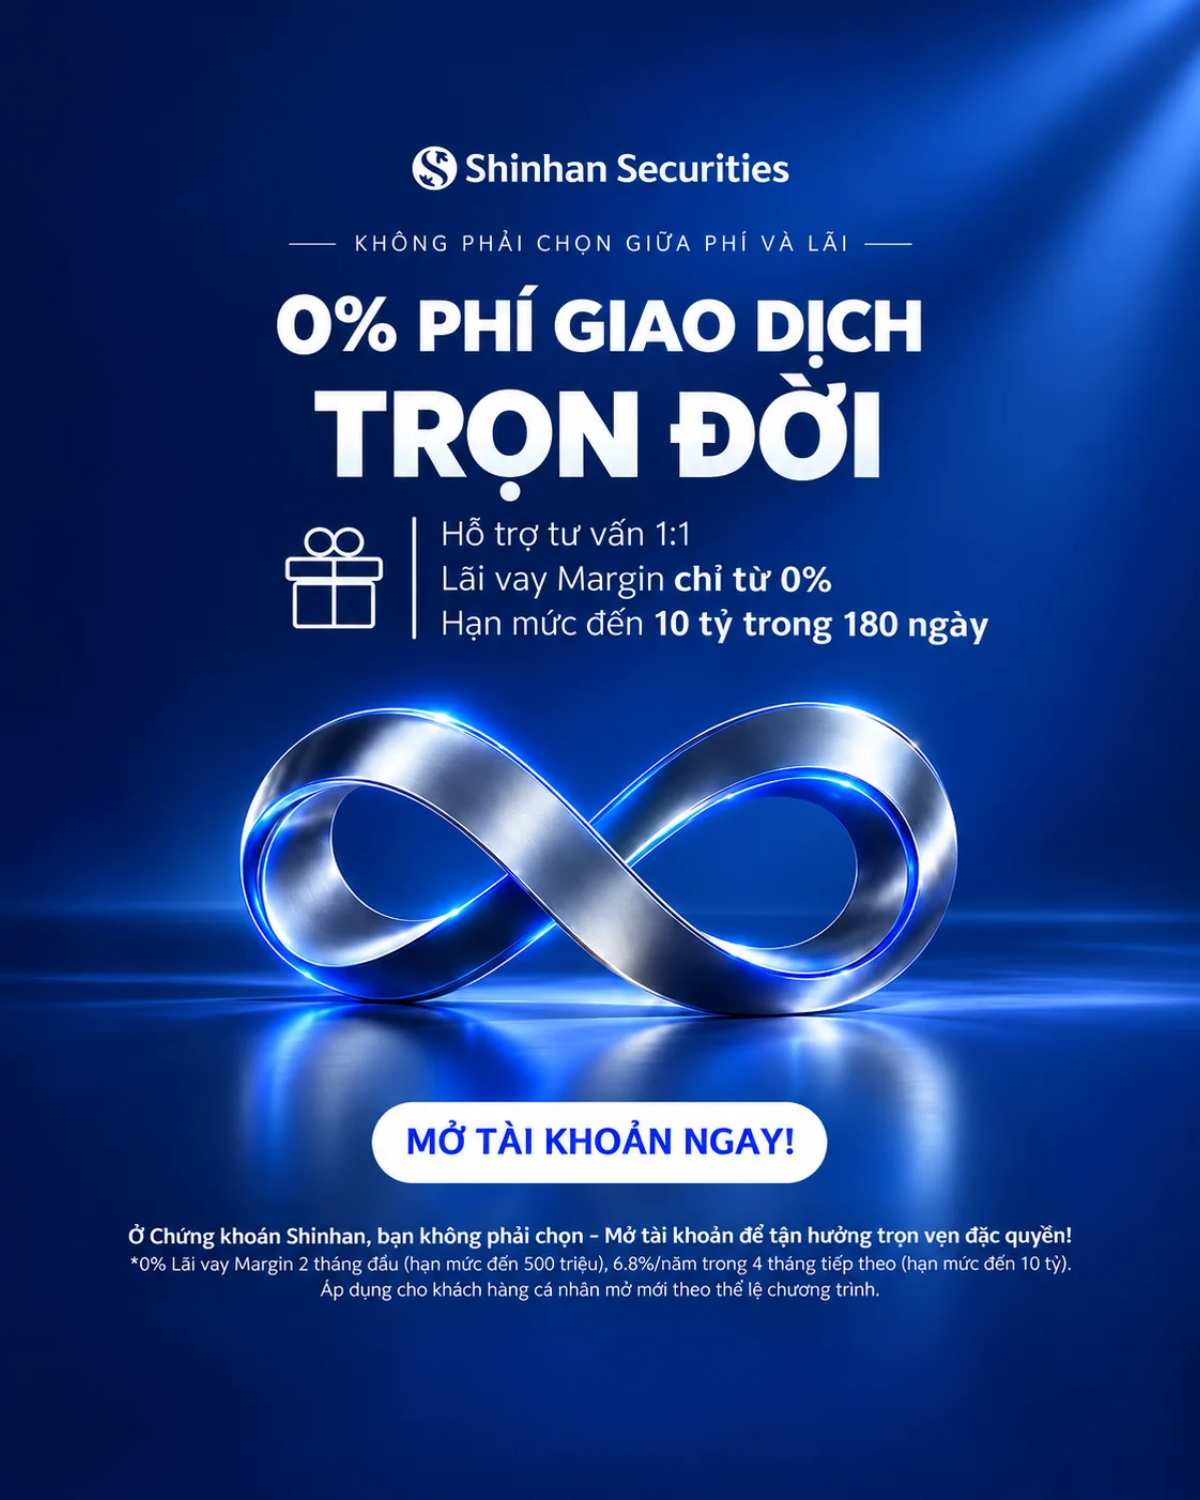 Shinhan Securities
KHÔNG PHẢI CHỌN GIỮA PHÍ VÀ LÃI
0% PHÍ GIAO DỊCH
TRỌN ĐỜI
Hỗ trợ tư vấn 1:1
Lãi vay Margin chỉ từ 0%
Hạn mức đến 10 tỷ trong 180 ngày
MỞ TÀI KHOẢN NGAY!
Ở Chứng khoán Shinhan, bạn không phải chọn – Mở tài khoản để tận hưởng trọn vẹn đặc quyền!
*0% Lãi vay Margin 2 tháng đầu (hạn mức đến 500 triệu), 6.8%/năm trong 4 tháng tiếp theo (hạn mức đến 10 tỷ).
Áp dụng cho khách hàng cá nhân mở mới theo thể lệ chương trình.